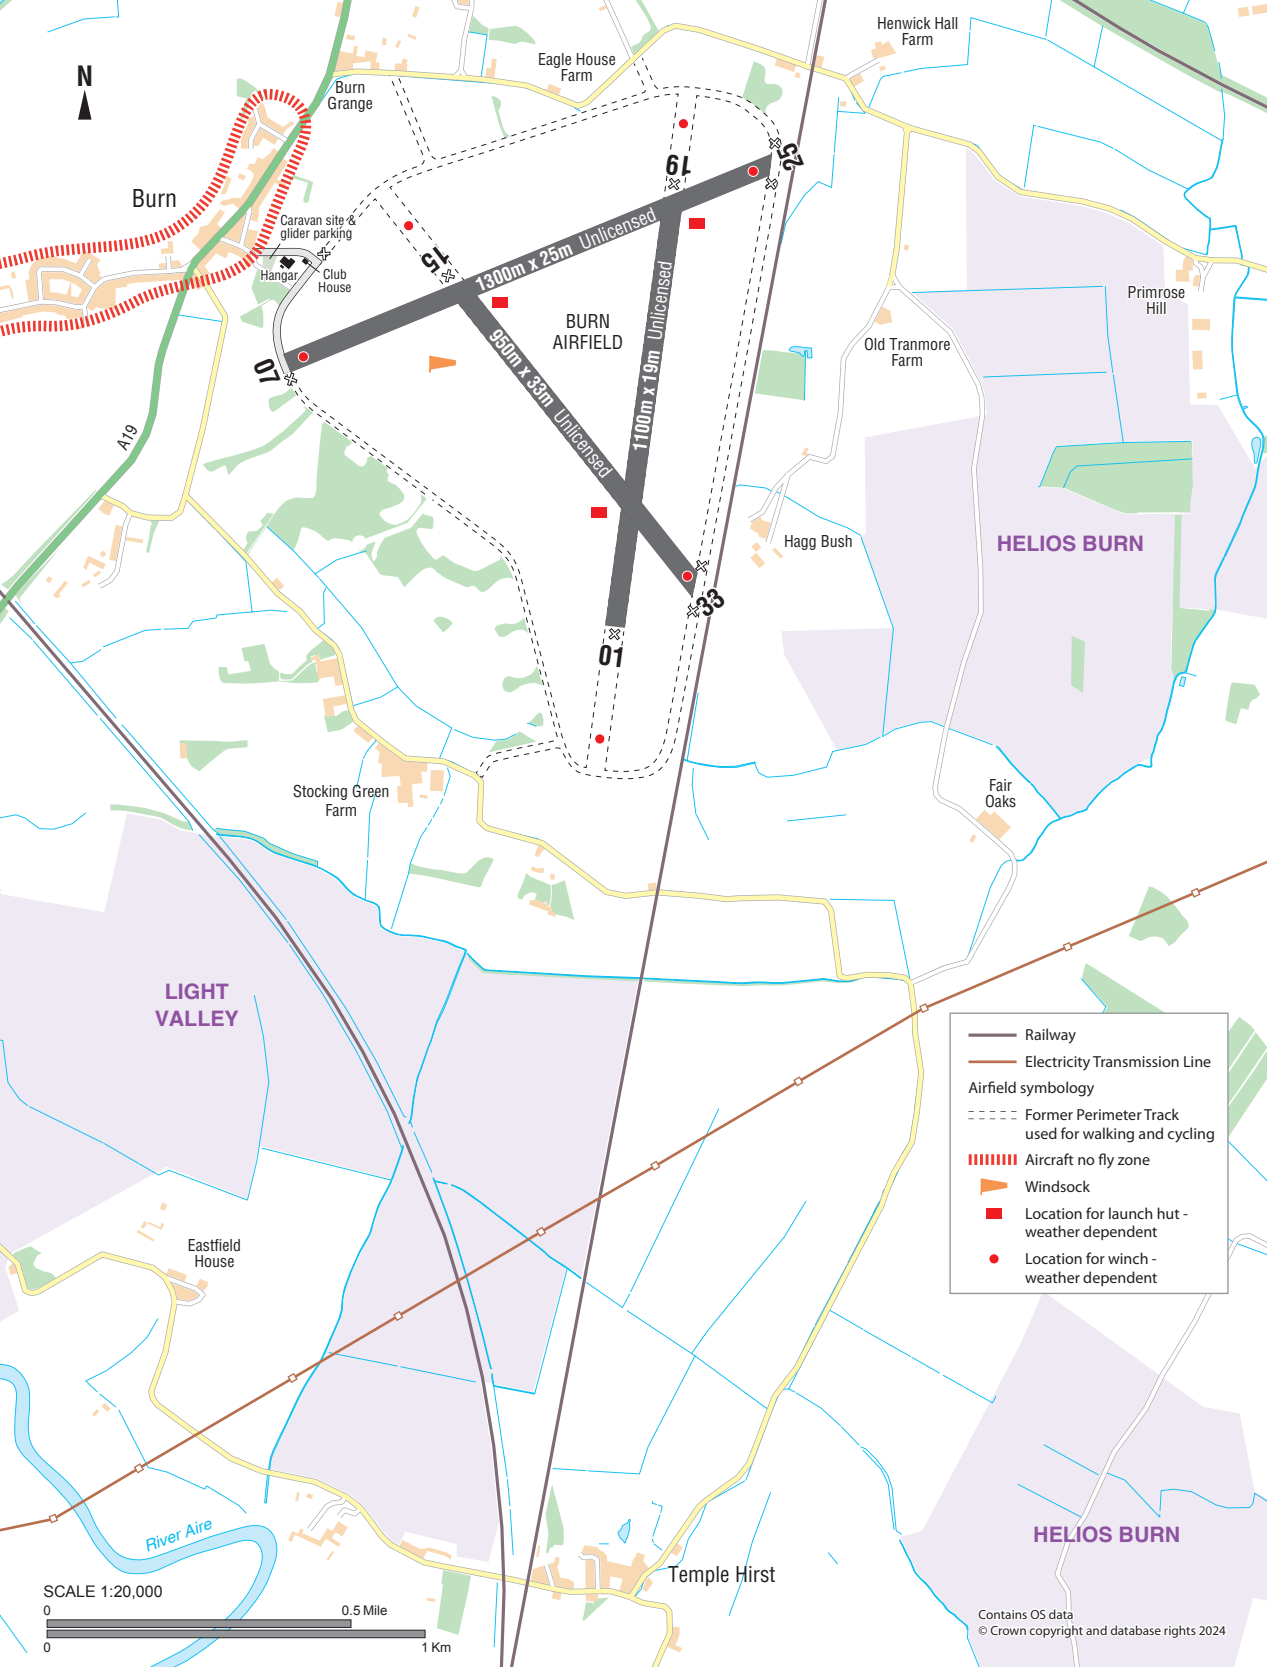 Henwick Hall
Farm
Eagle House
Farm
N
Burn
Grange
25
19
Burn
Caravan site &
glider parking
15
Hangar
Club
House
1300m x 25m Unlicensed
Primrose
Hill
BURN
AIRFIELD
950m x 33m Unlicensed
1100m x 19m Unlicensed
Old Tranmore
Farm
07
A19
Hagg Bush
HELIOS BURN
33
01
Stocking Green
Farm
Fair
Oaks
LIGHT
VALLEY
Railway
Electricity Transmission Line
Airfield symbology
Former Perimeter Track
used for walking and cycling
Aircraft no fly zone
Windsock
Location for launch hut -
weather dependent
Location for winch -
weather dependent
Eastfield
House
River Aire
HELIOS BURN
Temple Hirst
SCALE 1:20,000
0 0.5 Mile
0 1 Km
Contains OS data
© Crown copyright and database rights 2024